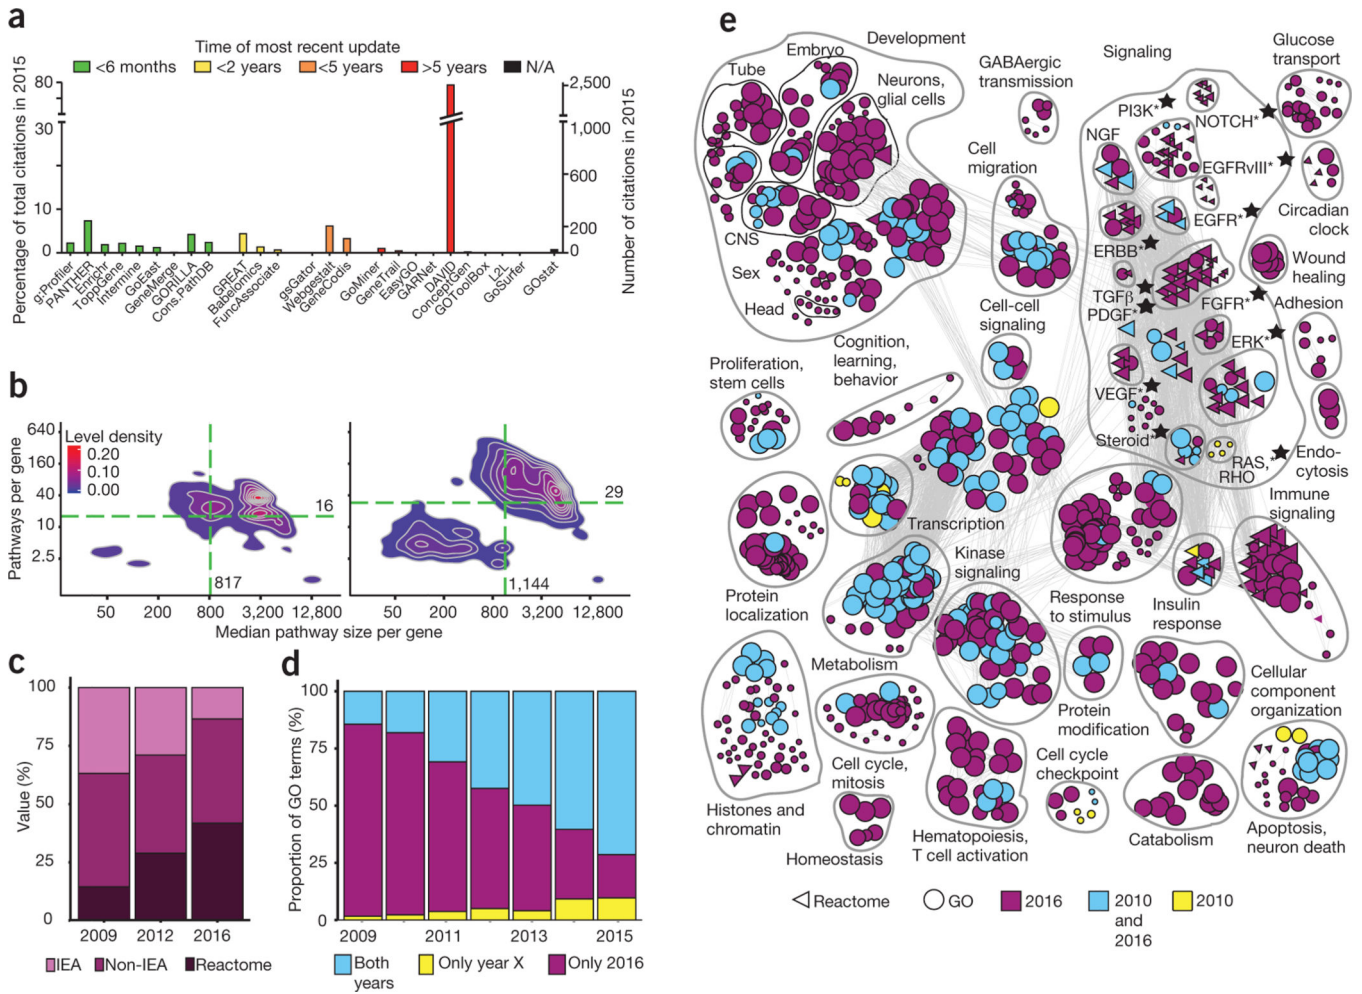 a
Time of most recent update
<6 months
<2 years
<5 years
>5 years
N/A
Percentage of total citations in 2015
80
30
20
10
0
2,500
1,000
600
200
0
Number of citations in 2015
g:Profiler
PANTHER
Enrichr
ToppGene
Intermine
GoEast
GeneMerge
GORILLA
Cons.PathDB
GREAT
Babelomics
FuncAssociate
gsGator
Webgestalt
GeneCodis
GoMiner
GeneTrail
EasyGO
GARNet
DAVID
ConceptGen
GOToolBox
L2L
GoSurfer
GOstat
b
Pathways per gene
640
160
40
10
2.5
Level density
0.20
0.10
0.00
16
817
29
1,144
50
200
800
3,200
12,800
50
200
800
3,200
12,800
Median pathway size per gene
c
Value (%)
100
75
50
25
0
2009
2012
2016
IEA
Non-IEA
Reactome
d
Proportion of GO terms (%)
100
75
50
25
0
2009
2011
2013
2015
Both
years
Only year X
Only 2016
e
Development
Embryo
Tube
Neurons,
glial cells
CNS
Sex
Head
GABAergic
transmission
Signaling
Glucose
transport
PI3K*
NOTCH*
NGF
EGFRvIII*
EGFR*
Circadian
clock
Cell
migration
ERBB*
Wound
healing
TGFβ
PDGF*
FGFR*
Adhesion
ERK*
Cell-cell
signaling
Cognition,
learning,
behavior
Proliferation,
stem cells
VEGF*
Steroid*
RAS,*
RHO
Endo-
cytosis
Transcription
Immune
signaling
Kinase
signaling
Protein
localization
Response
to stimulus
Insulin
response
Metabolism
Protein
modification
Cellular
component
organization
Cell cycle,
mitosis
Cell cycle
checkpoint
Histones and
chromatin
Homeostasis
Hematopoiesis,
T cell activation
Catabolism
Apoptosis,
neuron death
Reactome
GO
2016
2010
and
2016
2010